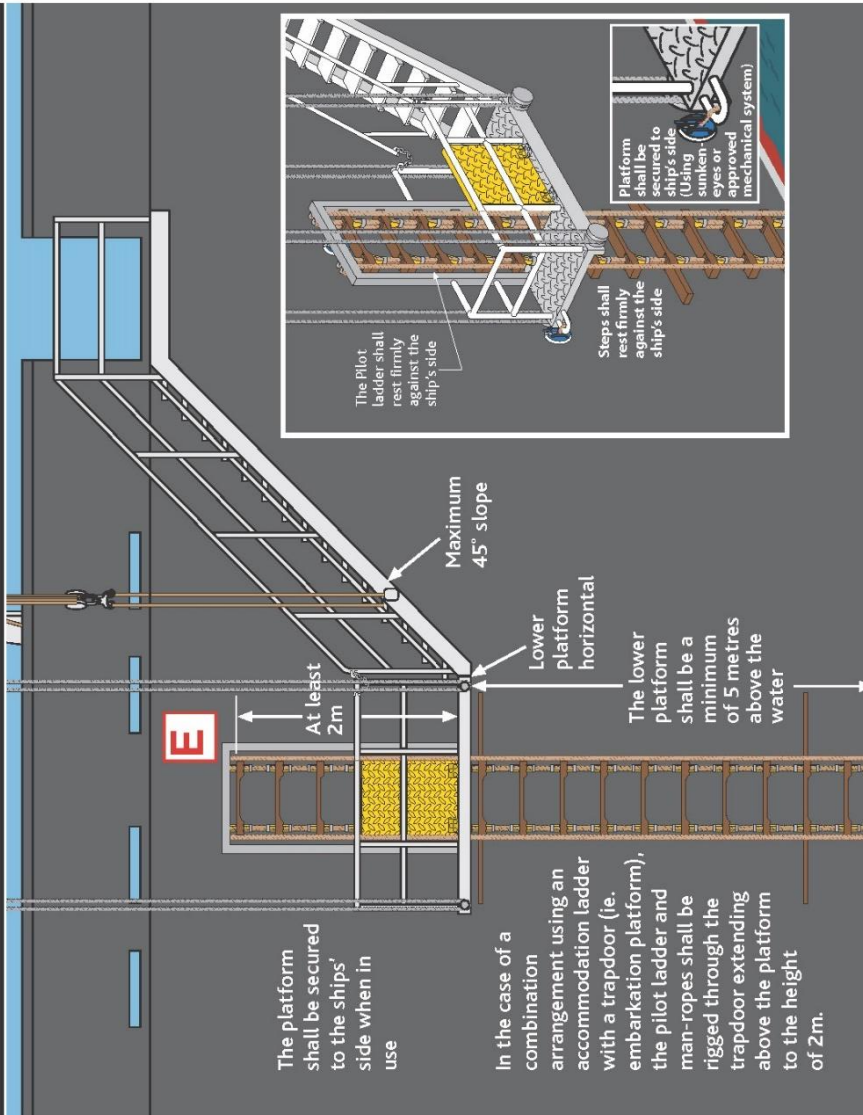 E
The platform
shall be secured
to the ships'
side when in
use
At least
2m
Maximum
45° slope
Lower
platform
horizontal
The lower
platform
shall be a
minimum
of 5 metres
above the
water
In the case of a
combination
arrangement using an
accommodation ladder
with a trapdoor (ie.
embarkation platform),
the pilot ladder and
man-ropes shall be
rigged through the
trapdoor extending
above the platform
to the height
of 2m.
The Pilot
ladder shall
rest firmly
against the
ship's side
Steps shall
rest firmly
against the
ship's side
Platform
shall be
secured to
ship's side
(Using
sunken
eyes or
approved
mechanical system)